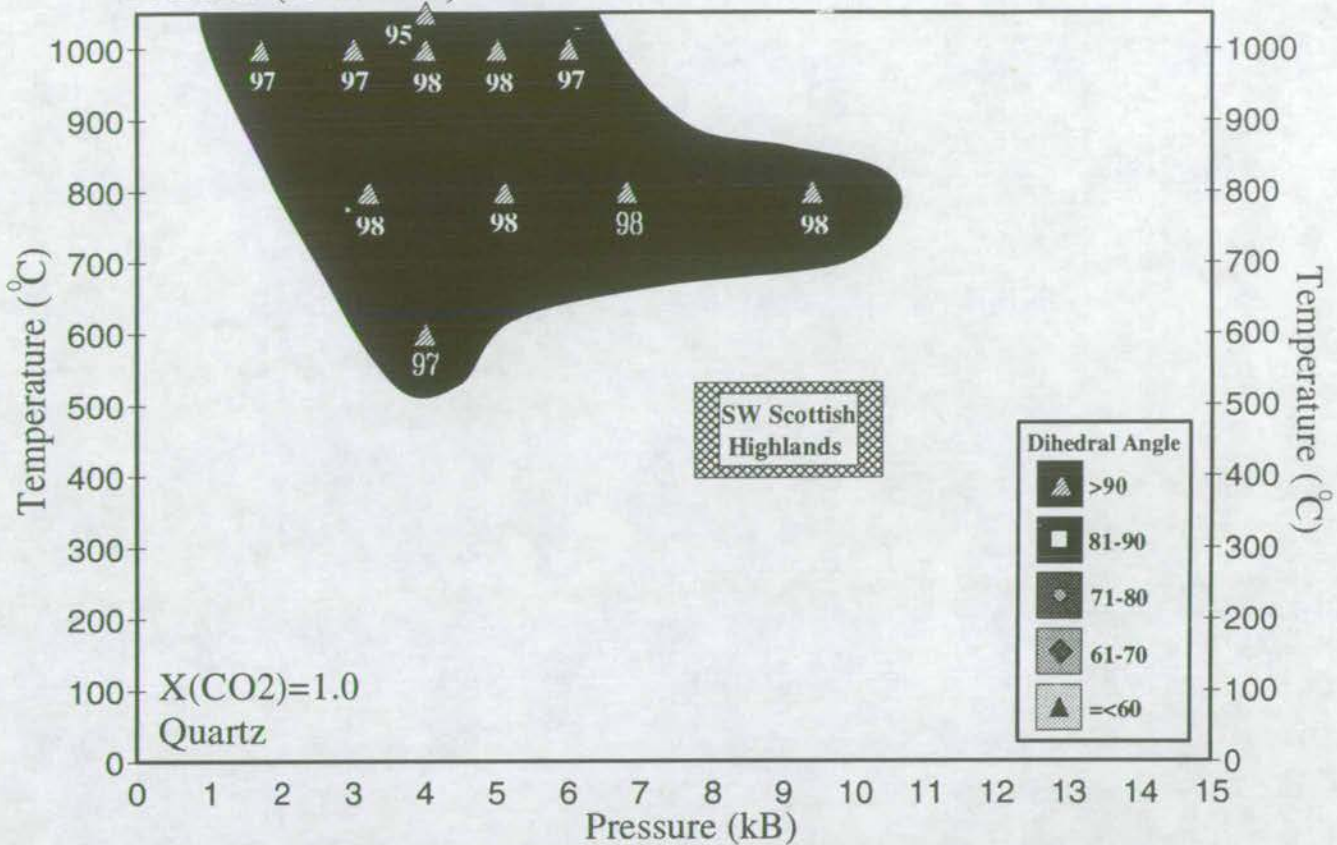 95
97 97 98 98 97
98 98 98 98
97
1000 900 800 700 600 500 400 300 200 100 0
Temperature (°C)
1000 900 800 700 600 500 400 300 200 100 0
Temperature (°C)
SW Scottish
Highlands
Dihedral Angle
>90
81-90
71-80
61-70
=<60
X(CO2)=1.0
Quartz
0 1 2 3 4 5 6 7 8 9 10 11 12 12 14 15
Pressure (kB)